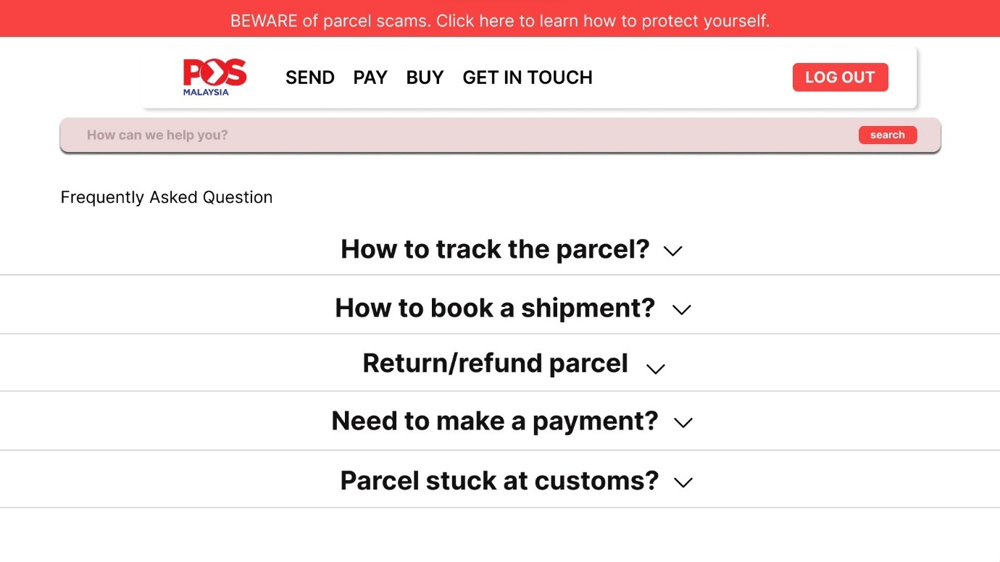 BEWARE of parcel scams. Click here to learn how to protect yourself.
POS
MALAYSIA
SEND PAY BUY GET IN TOUCH
LOG OUT
How can we help you?
search
Frequently Asked Question
How to track the parcel?
How to book a shipment?
Return/refund parcel
Need to make a payment?
Parcel stuck at customs?